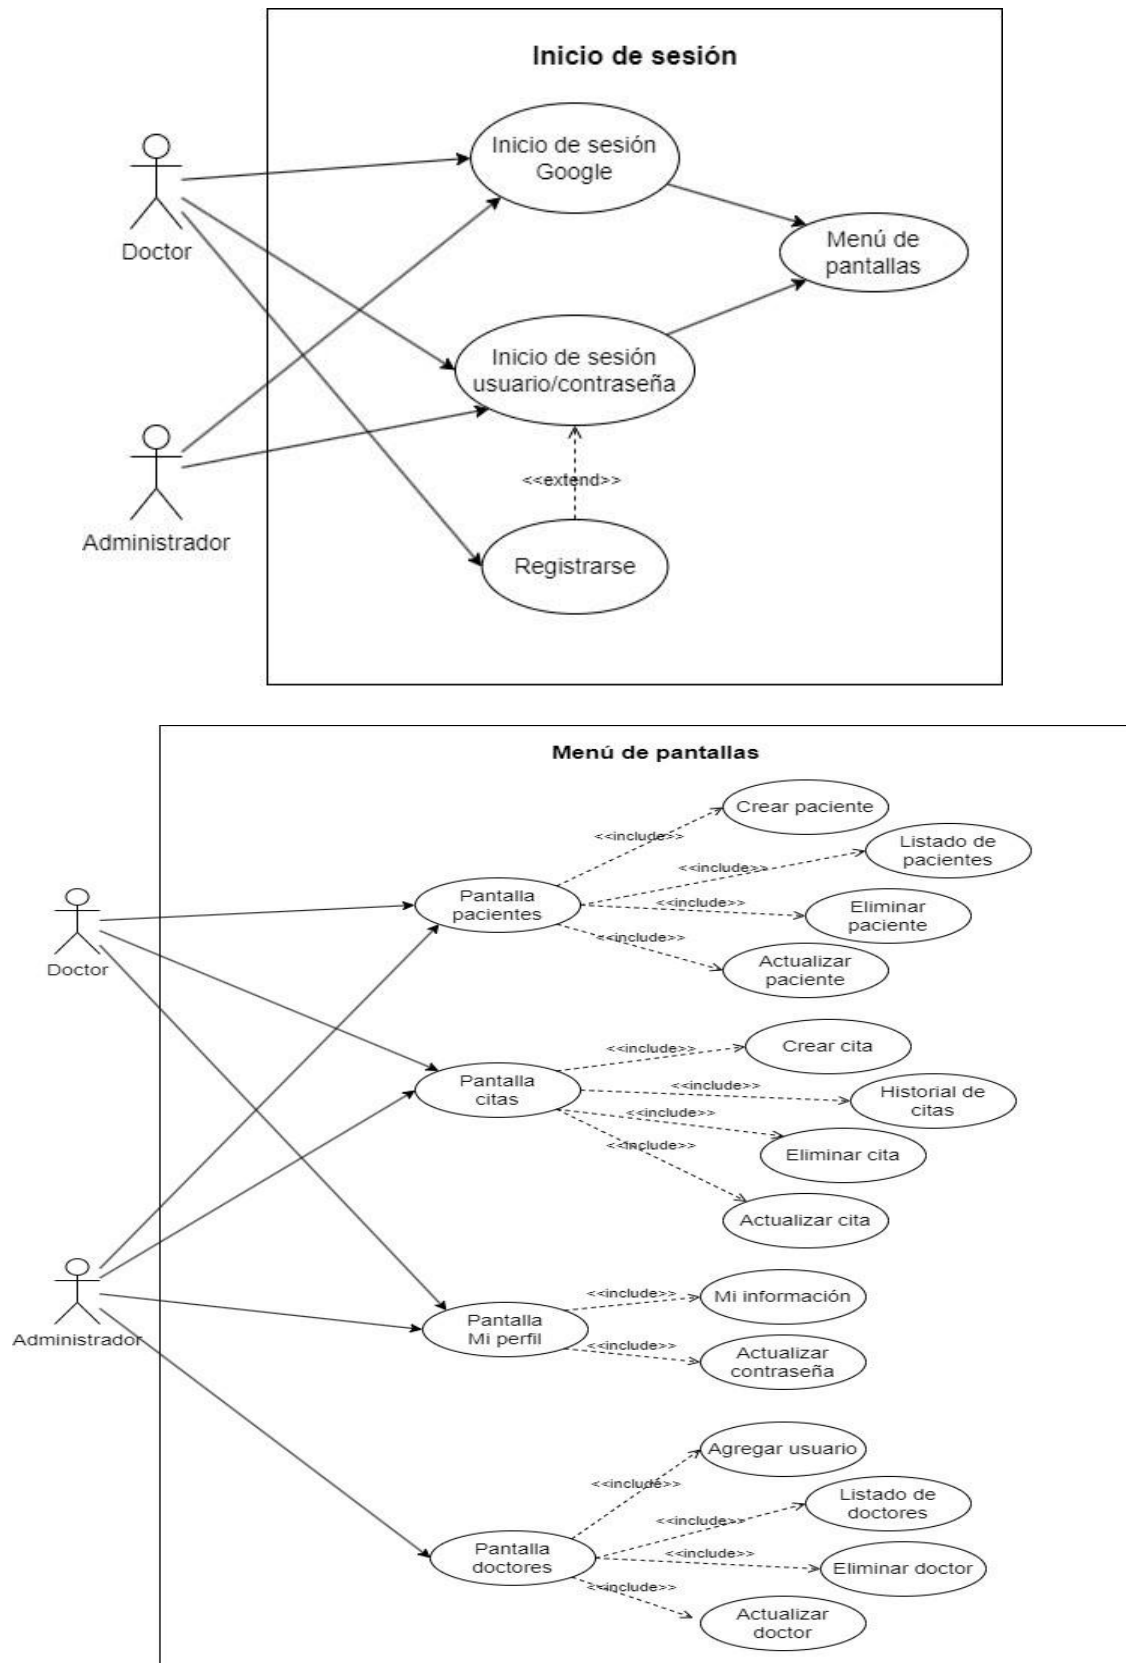 Inicio de sesión
Inicio de sesión
Google
Doctor
Menú de
pantallas
Inicio de sesión
usuario/contraseña
<<extend>>
Administrador
Registrarse
Menú de pantallas
Crear paciente
<<include>>
Listado de
pacientes
<<include>>
Pantalla
pacientes
<<include>>
Eliminar
paciente
<<include>>
Actualizar
paciente
Doctor
Crear cita
<<include>>
Pantalla
citas
<<include>>
Historial de
citas
<<include>>
Eliminar cita
<<include>>
Actualizar cita
Administrador
<<include>>
Mi información
Pantalla
Mi perfil
<<include>>
Actualizar
contraseña
Agregar usuario
<<include>>
Listado de
doctores
<<include>>
Pantalla
doctores
<<include>>
Eliminar doctor
<<include>>
Actualizar
doctor